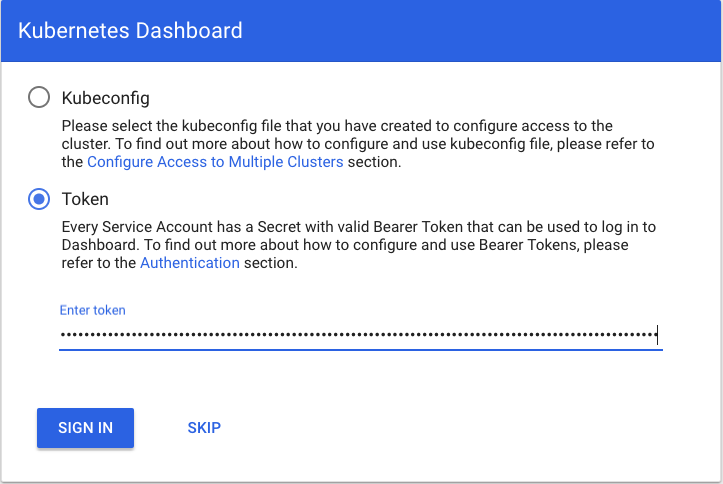 Kubernetes Dashboard
Kubeconfig
Please select the kubeconfig file that you have created to configure access to the
cluster. To find out more about how to configure and use kubeconfig file, please refer to
the Configure Access to Multiple Clusters section.
Token
Every Service Account has a Secret with valid Bearer Token that can be used to log in to
Dashboard. To find out more about how to configure and use Bearer Tokens, please
refer to the Authentication section.
Enter token
SIGN IN SKIP